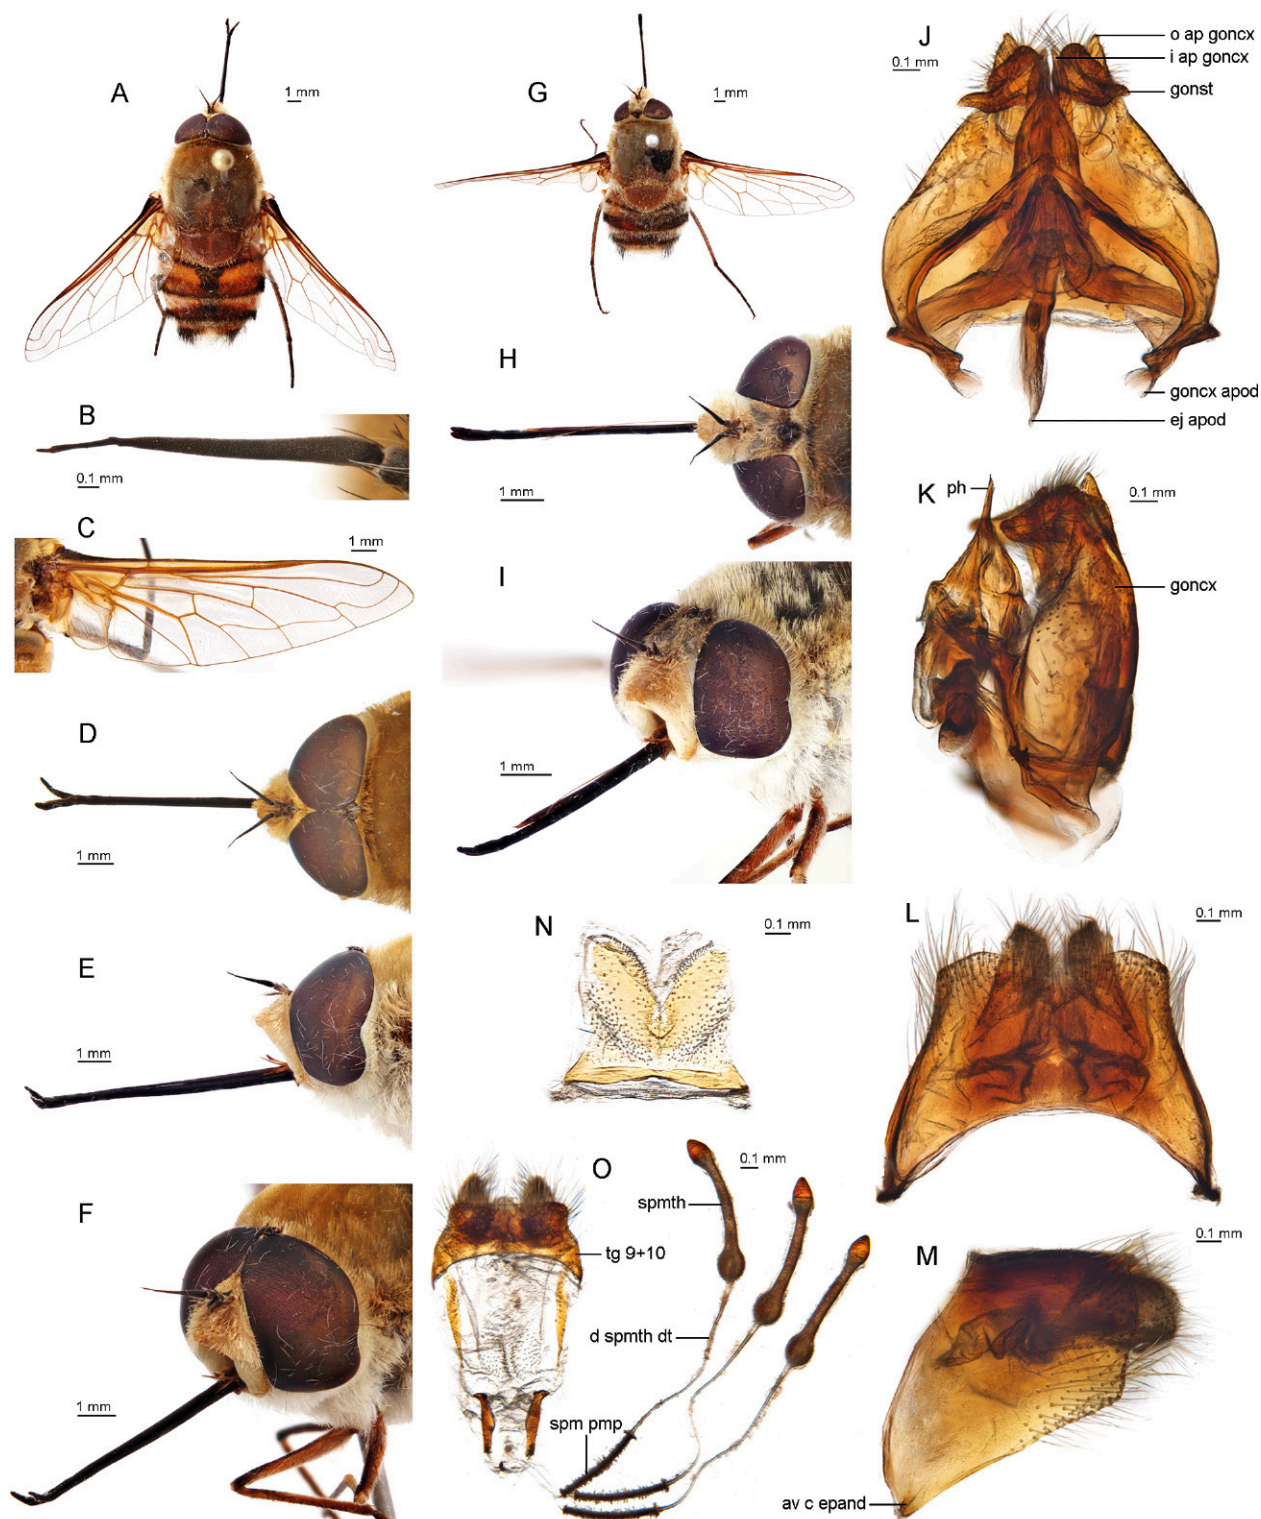 A
1 mm
B
0.1 mm
C
1 mm
D
1 mm
E
1 mm
F
1 mm
G
1 mm
H
1 mm
I
1 mm
N
0.1 mm
O
0.1 mm
spmth
tg 9+10
d spmth dt
spm pmp
J
0.1 mm
o ap goncx
i ap goncx
gonst
goncx apod
ej apod
K
ph
0.1 mm
goncx
L
0.1 mm
M
0.1 mm
av c epand